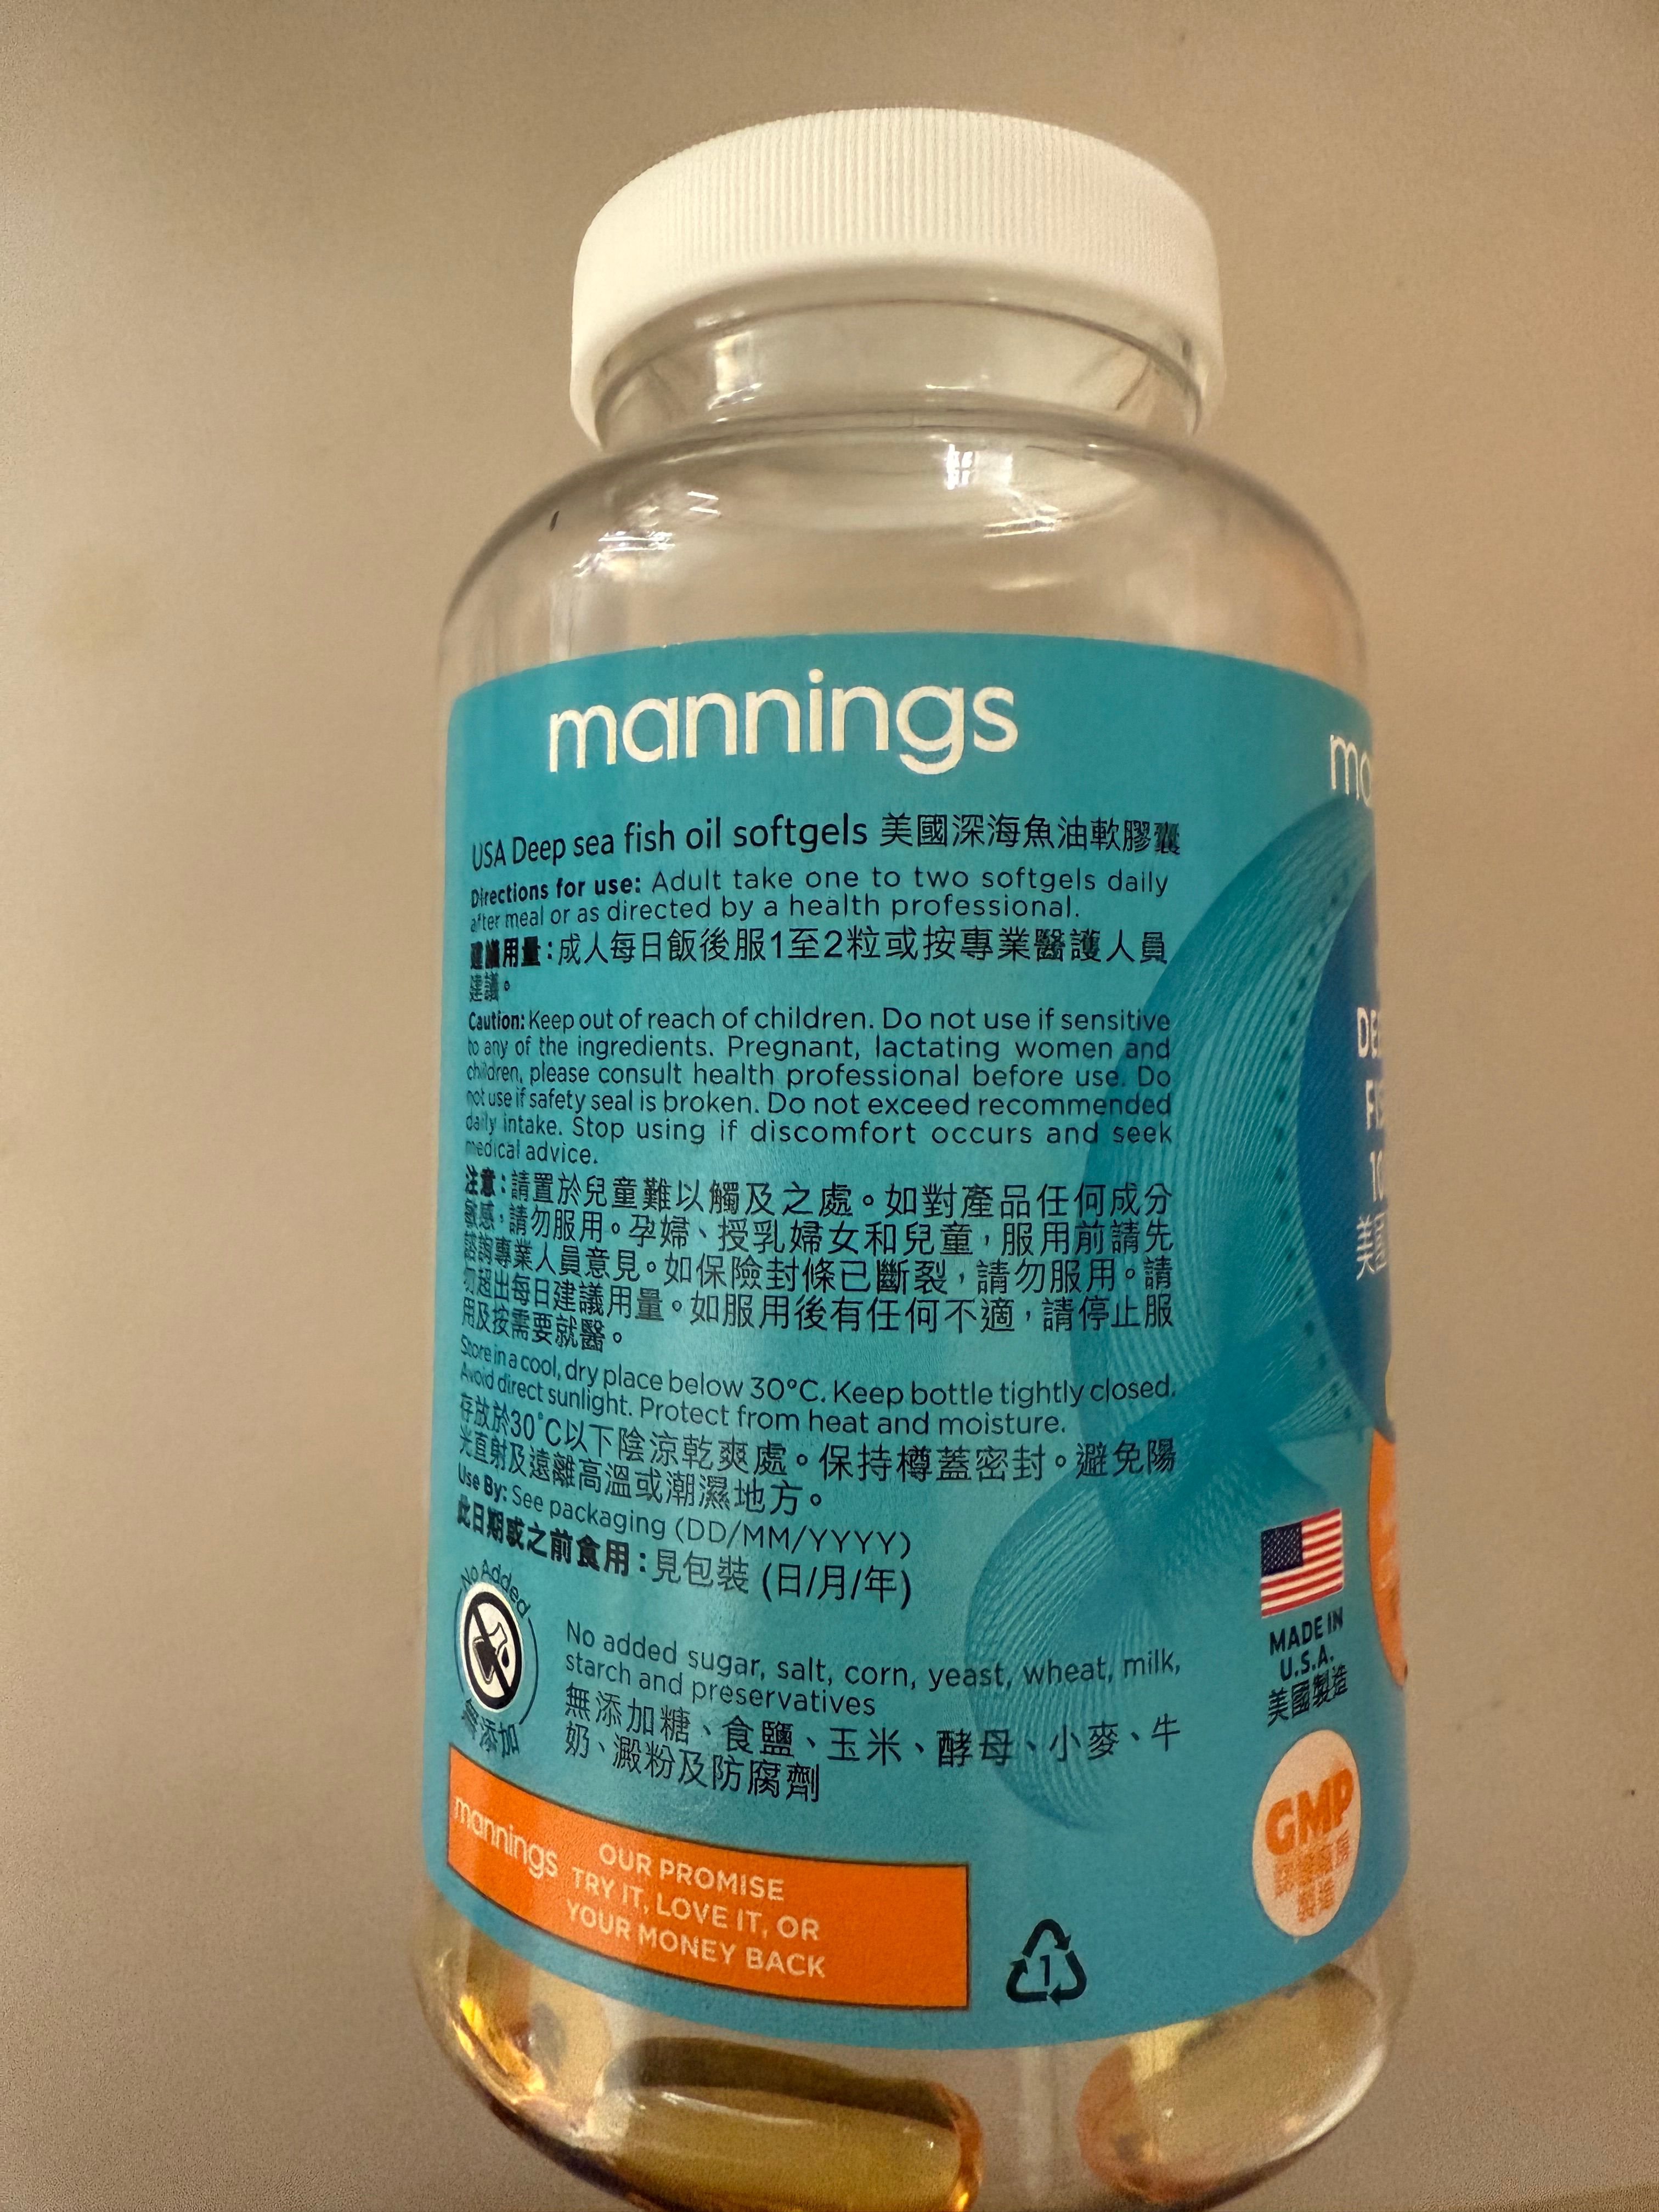 mannings
USA Deep sea fish oil softgels 美國深海魚油軟膠囊
Directions for use: Adult take one to two softgels daily
after meal or as directed by a health professional.
建議用量：成人每日飯後服1至2粒或按專業醫護人員
建議。
Caution: Keep out of reach of children. Do not use if sensitive
to any of the ingredients. Pregnant, lactating women and
children, please consult health professional before use. Do
not use if safety seal is broken. Do not exceed recommended
daily intake. Stop using if discomfort occurs and seek
medical advice.
注意：請置於兒童難以觸及之處。如對產品任何成分
敏感，請勿服用。孕婦、授乳婦女和兒童，服用前請先
諮詢專業人員意見。如保險封條已斷裂，請勿服用。請
勿超出每日建議用量。如服用後有任何不適，請停止服
用及按需要就醫。
Store in a cool, dry place below 30°C. Keep bottle tightly closed.
Avoid direct sunlight. Protect from heat and moisture.
存放於30°C以下陰涼乾爽處。保持樽蓋密封。避免陽
光直射及遠離高溫或潮濕地方。
Use By: See packaging (DD/MM/YYYY)
此日期或之前食用：見包裝 (日/月/年)
No Added
無添加
No added sugar, salt, corn, yeast, wheat, milk,
starch and preservatives
無添加糖、食鹽、玉米、酵母、小麥、牛
奶、澱粉及防腐劑
mannings
OUR PROMISE
TRY IT, LOVE IT, OR
YOUR MONEY BACK
1
MADE IN
U.S.A.
美國製造
GMP
製造
美國